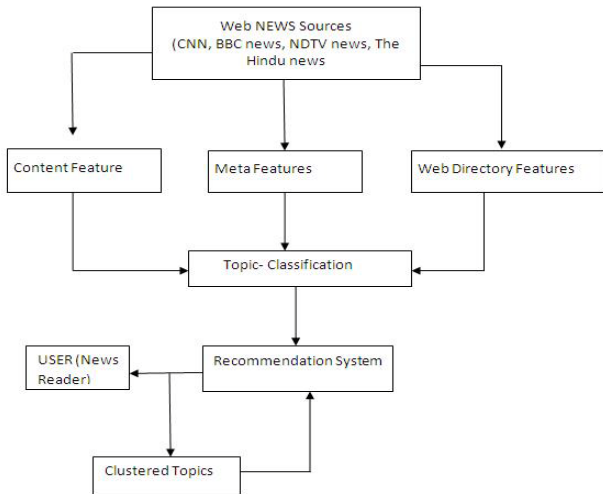 Web NEWS Sources
(CNN, BBC news, NDTV news, The
Hindu news
Content Feature
Meta Features
Web Directory Features
Topic- Classification
USER (News
Reader)
Recommendation System
Clustered Topics